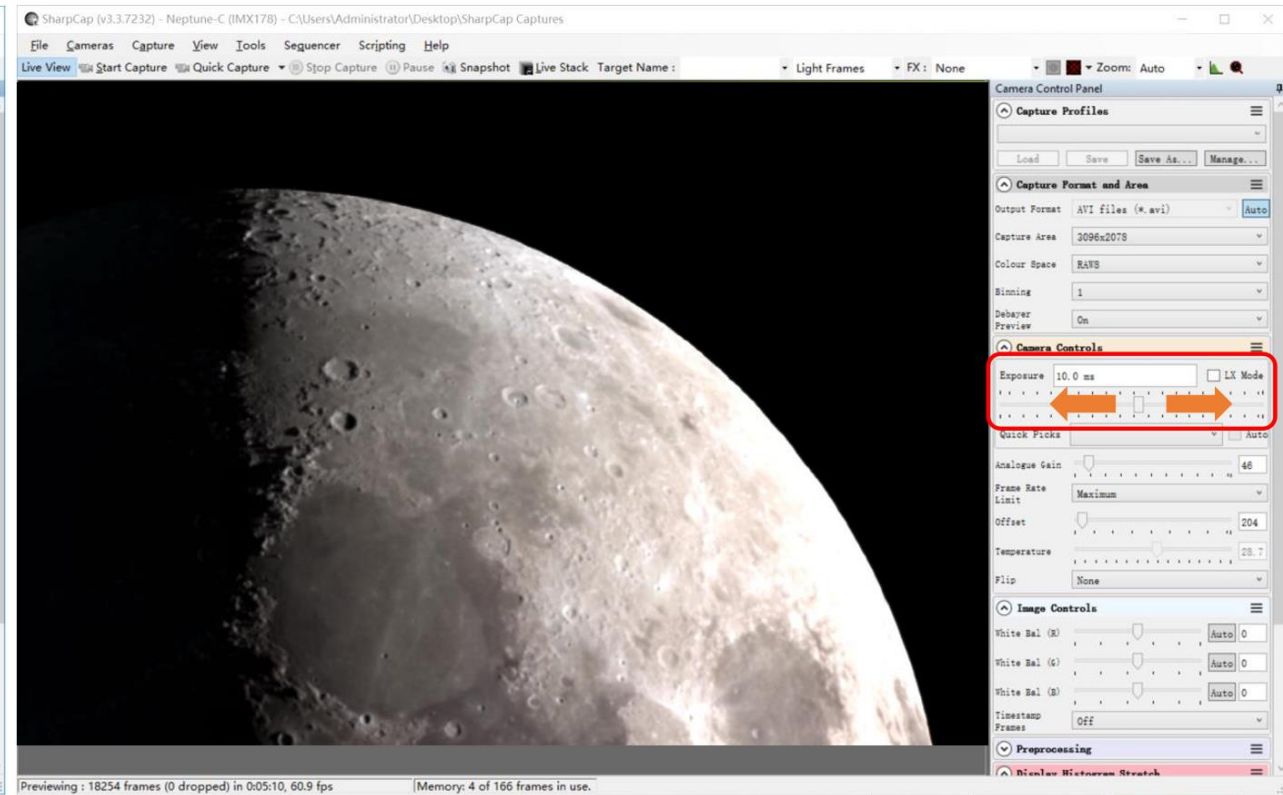 SharpCap (v3.3.7232) - Neptune-C (IMX178) - C:\Users\Administrator\Desktop\SharpCap Captures
File Cameras Capture View Tools Sequencer Scripting Help
Live View Start Capture Quick Capture Stop Capture Pause Snapshot Live Stack Target Name : Light Frames FX : None Zoom: Auto
Camera Control Panel
Capture Profiles
Load Save Save As... Manage...
Capture Format and Area
Output Format AVI files (*.avi) Auto
Capture Area 3096x2078
Colour Space RAW8
Binning 1
Debayer
Preview On
Camera Controls
Exposure 10.0 ms LX Mode
Quick Picks Auto
Analogue Gain 46
Frame Rate
Limit Maximum
Offset 204
Temperature 28.7
Flip None
Image Controls
White Bal (R) Auto 0
White Bal (G) Auto 0
White Bal (B) Auto 0
Timestamp
Frames Off
Preprocessing
Display Histogram Stretch
Previewing : 18254 frames (0 dropped) in 0:05:10, 60.9 fps Memory: 4 of 166 frames in use.